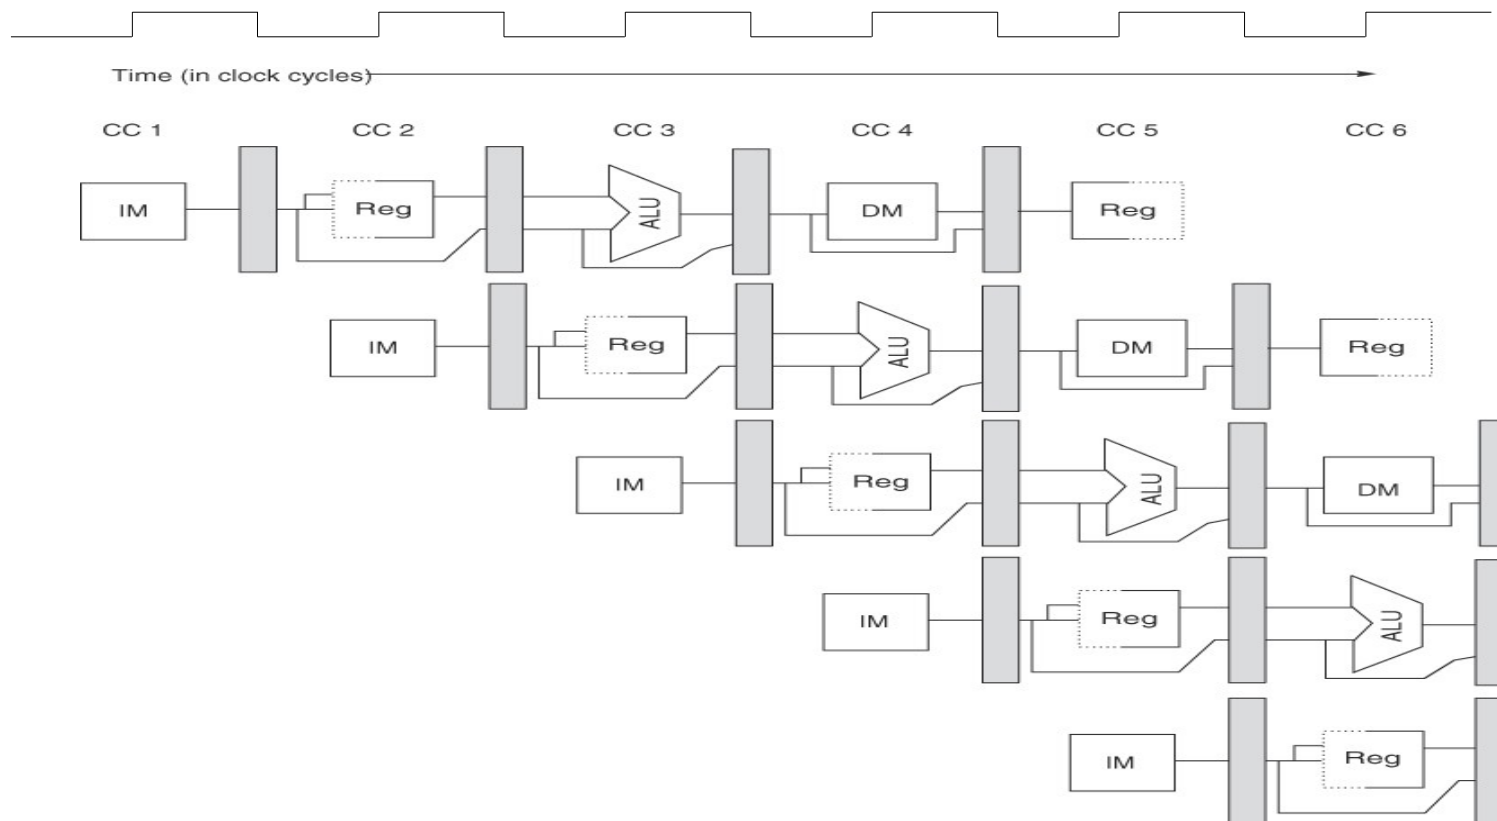 Time (in clock cycles)
CC 1 CC 2 CC 3 CC 4 CC 5 CC 6
IM Reg ALU DM Reg
IM Reg ALU DM Reg
IM Reg ALU DM
IM Reg ALU
IM Reg